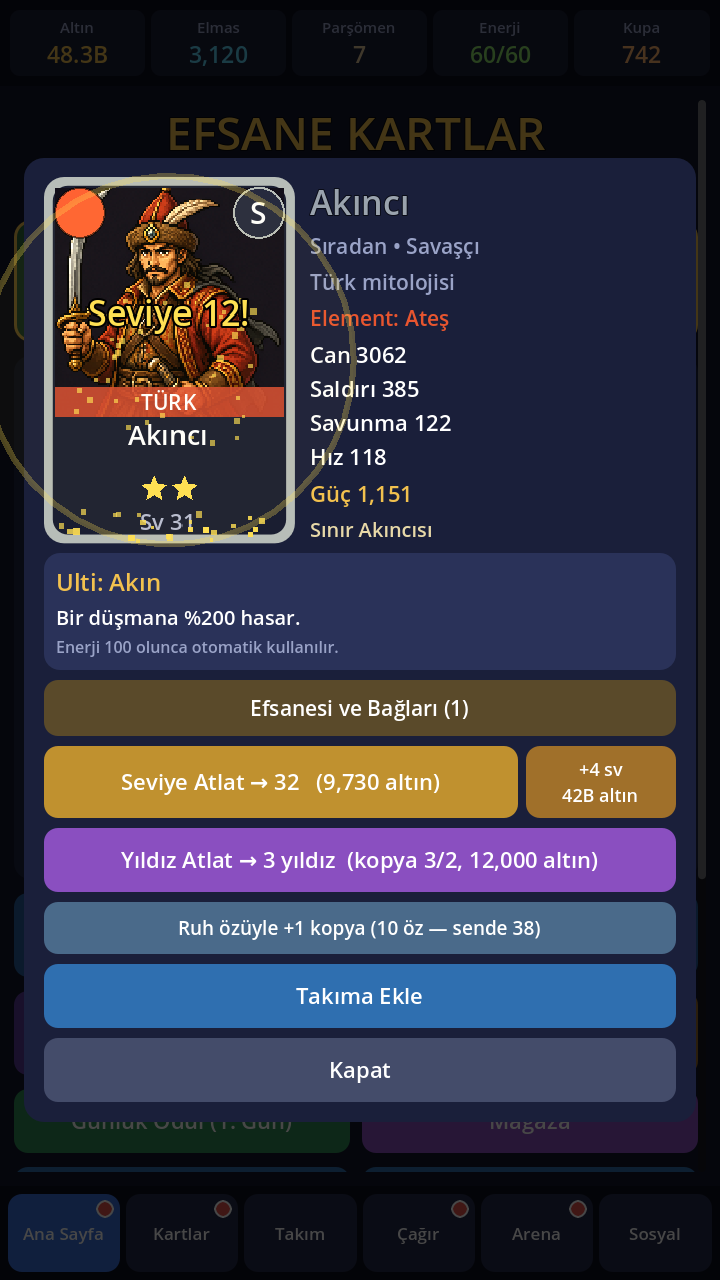 Altın
48.3B
Elmas
3,120
Parşömen
7
Enerji
60/60
Kupa
742
EFSANE KARTLAR
S
Seviye 12!
TÜRK
Akıncı
Sv 31
Akıncı
Sıradan • Savaşçı
Türk mitolojisi
Element: Ateş
Can 3062
Saldırı 385
Savunma 122
Hız 118
Güç 1,151
Sınır Akıncısı
Ulti: Akın
Bir düşmana %200 hasar.
Enerji 100 olunca otomatik kullanılır.
Efsanesi ve Bağları (1)
Seviye Atlat → 32 (9,730 altın)
+4 sv
42B altın
Yıldız Atlat → 3 yıldız (kopya 3/2, 12,000 altın)
Ruh özüyle +1 kopya (10 öz — sende 38)
Takıma Ekle
Kapat
Günlük Ödül (1. Gün)
Mağaza
Ana Sayfa
Kartlar
Takım
Çağır
Arena
Sosyal